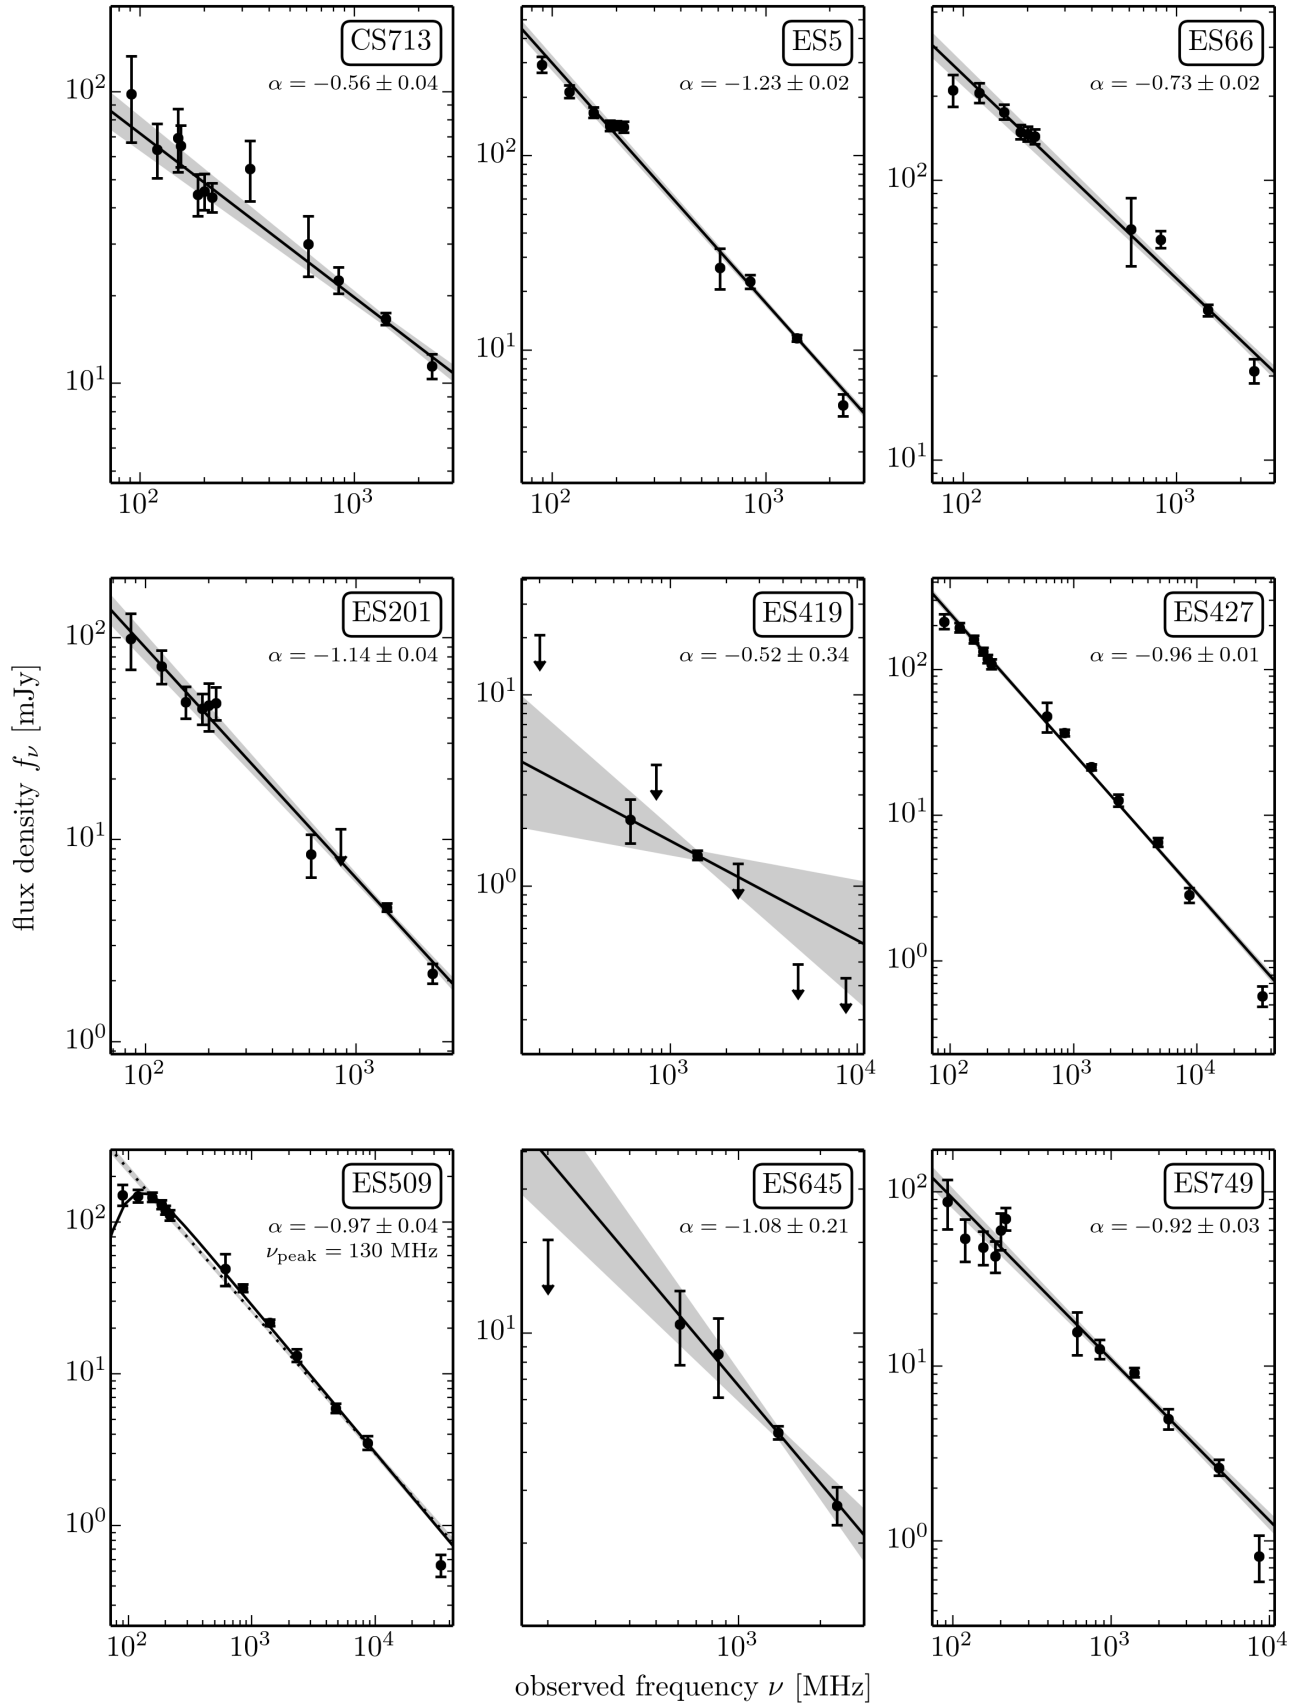 CS713
α = −0.56 ± 0.04
10²
10¹
10² 10³
ES5
α = −1.23 ± 0.02
10²
10¹
10² 10³
ES66
α = −0.73 ± 0.02
10²
10¹
10² 10³
flux density fν [mJy]
ES201
α = −1.14 ± 0.04
10²
10¹
10⁰
10² 10³
ES419
α = −0.52 ± 0.34
10¹
10⁰
10³ 10⁴
ES427
α = −0.96 ± 0.01
10²
10¹
10⁰
10² 10³ 10⁴
ES509
α = −0.97 ± 0.04
νpeak = 130 MHz
10²
10¹
10⁰
10² 10³ 10⁴
ES645
α = −1.08 ± 0.21
10¹
10³
ES749
α = −0.92 ± 0.03
10²
10¹
10⁰
10² 10³ 10⁴
observed frequency ν [MHz]